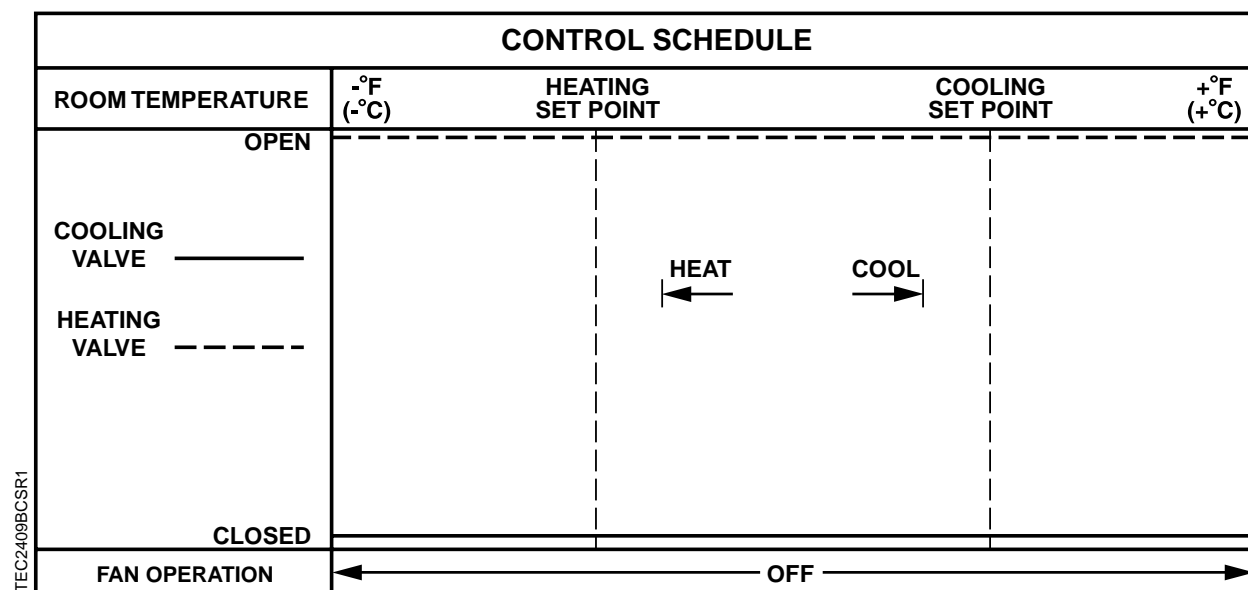 CONTROL SCHEDULE
ROOM TEMPERATURE
-°F
(-°C)
HEATING
SET POINT
COOLING
SET POINT
+°F
(+°C)
OPEN
COOLING
VALVE
HEAT
COOL
HEATING
VALVE
CLOSED
FAN OPERATION
OFF
TEC2409BCSR1